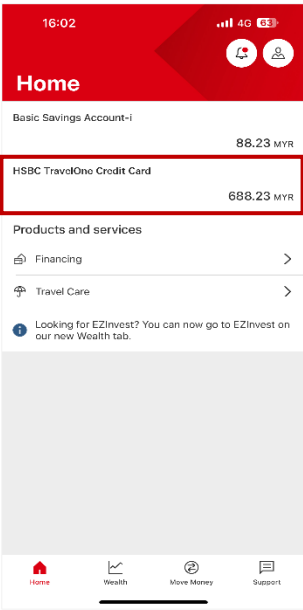 16:02
4G 63
Home
Basic Savings Account-i
88.23 MYR
HSBC TravelOne Credit Card
688.23 MYR
Products and services
Financing
Travel Care
Looking for EZInvest? You can now go to EZInvest on
our new Wealth tab.
Home Wealth Move Money Support